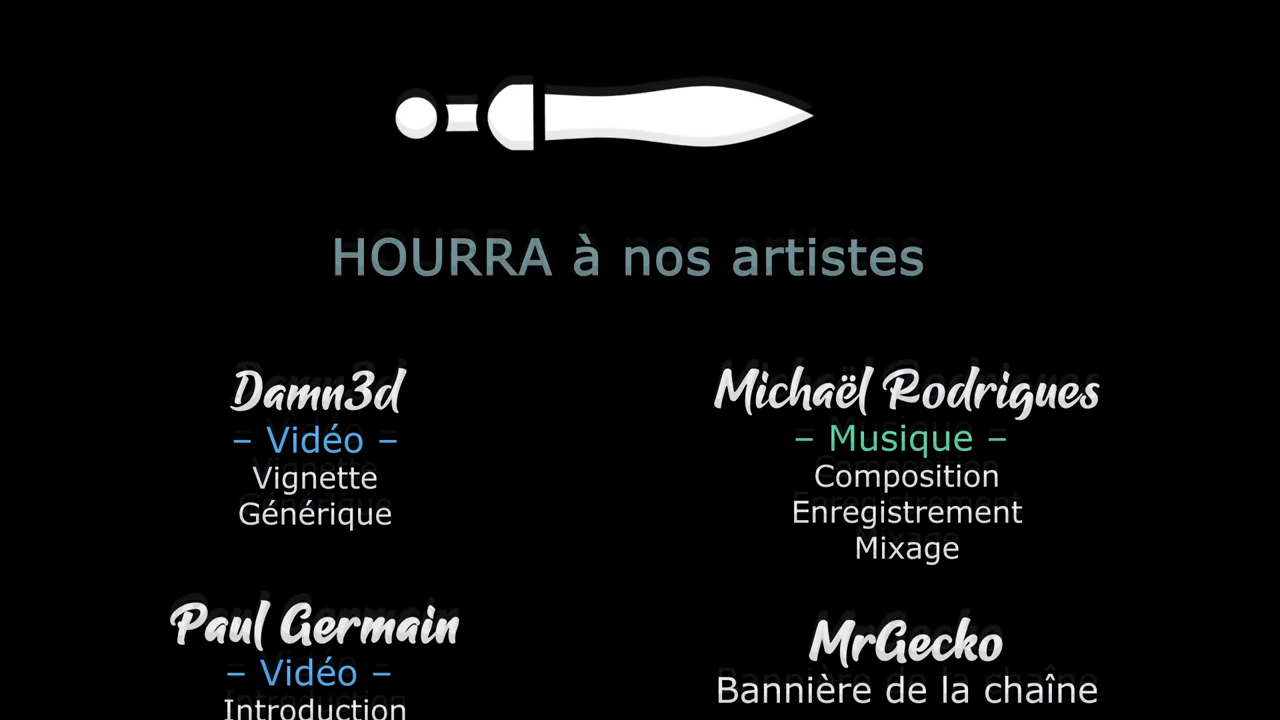 HOURRA à nos artistes
Damn3d
– Vidéo –
Vignette
Générique
Michaël Rodrigues
– Musique –
Composition
Enregistrement
Mixage
Paul Germain
– Vidéo –
Introduction
MrGecko
Bannière de la chaîne